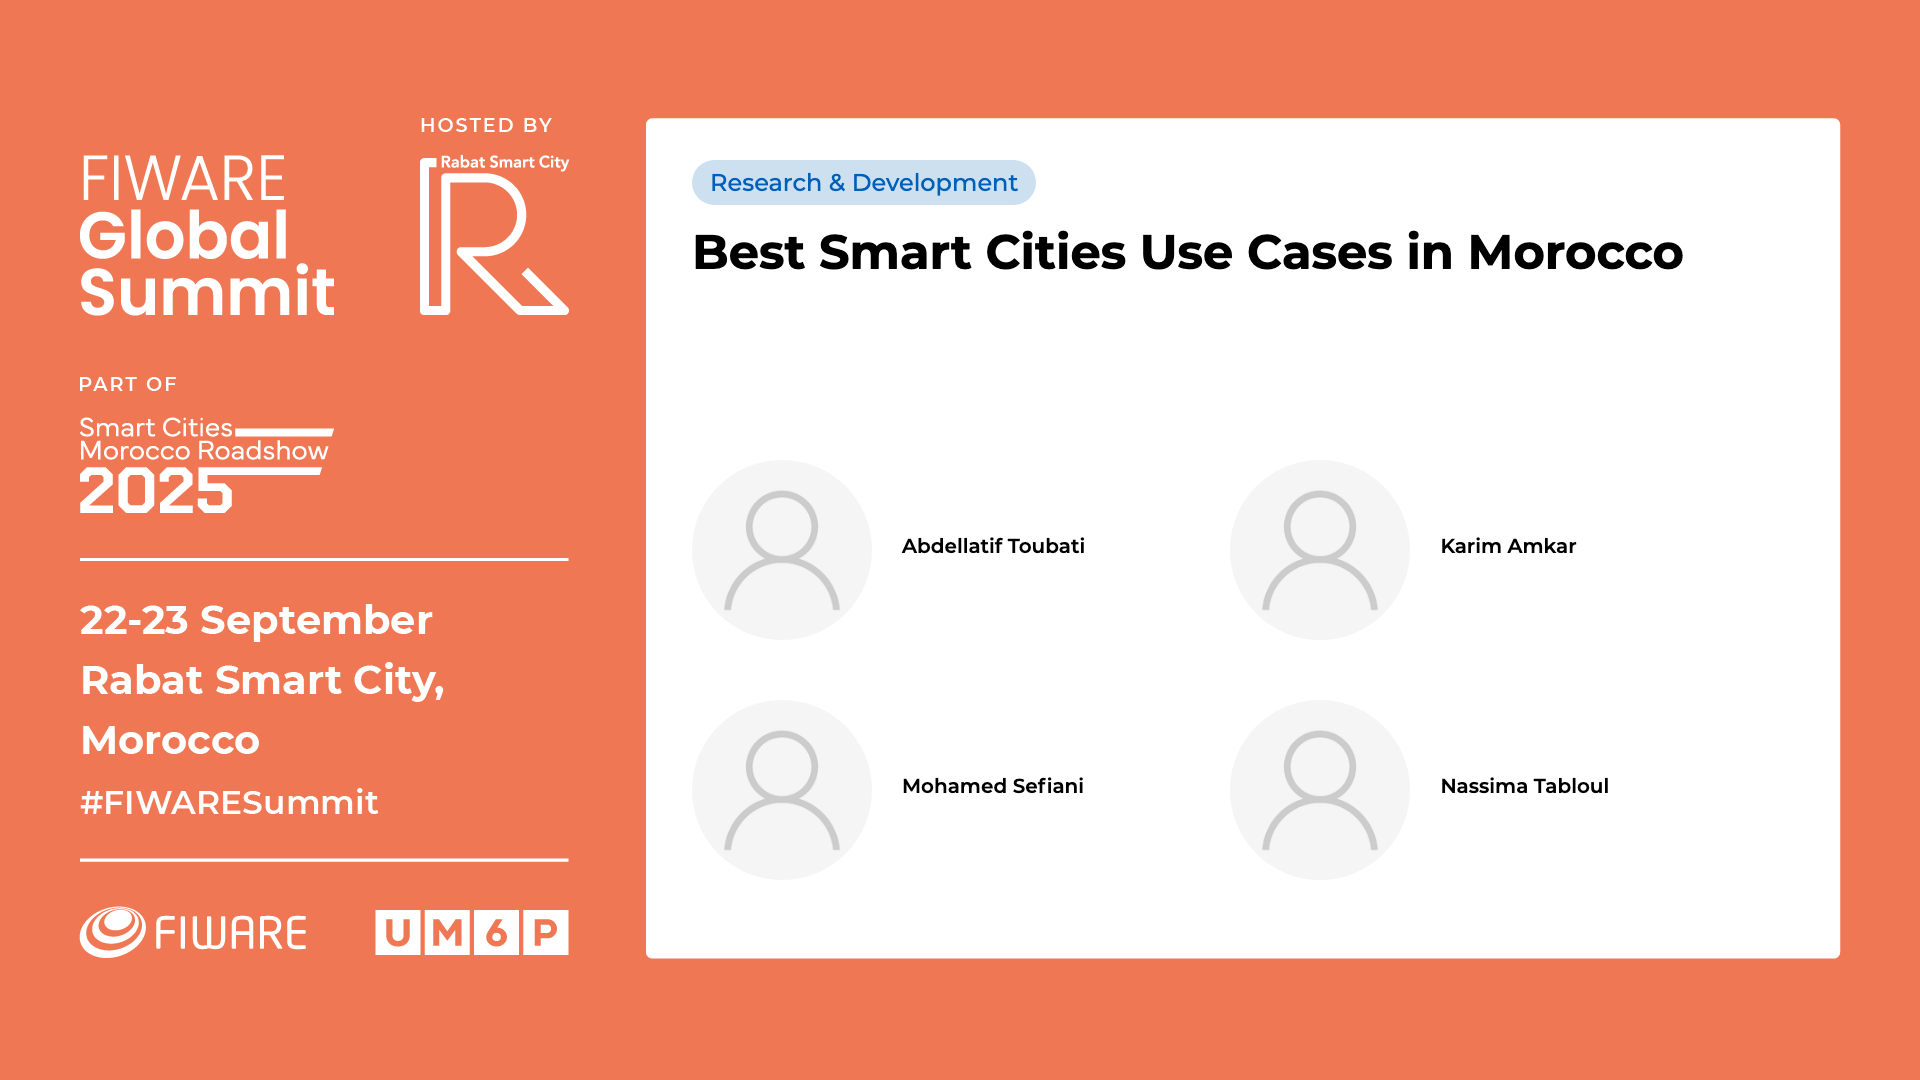 FIWARE
Global
Summit
HOSTED BY
Rabat Smart City
R
PART OF
Smart Cities
Morocco Roadshow
2025
22-23 September
Rabat Smart City,
Morocco
#FIWARESummit
FIWARE
UM6P
Research & Development
Best Smart Cities Use Cases in Morocco
Abdellatif Toubati
Karim Amkar
Mohamed Sefiani
Nassima Tabloul